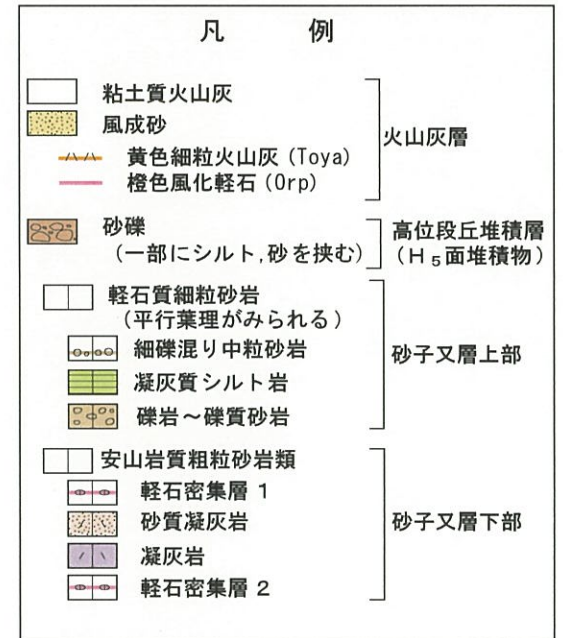 凡 例
粘土質火山灰
風成砂
黄色細粒火山灰 (Toya)
橙色風化軽石 (Orp)
火山灰層
砂礫
(一部にシルト,砂を挟む)
高位段丘堆積層
(H₅面堆積物)
軽石質細粒砂岩
(平行葉理がみられる)
細礫混り中粒砂岩
凝灰質シルト岩
礫岩～礫質砂岩
砂子又層上部
安山岩質粗粒砂岩類
軽石密集層 1
砂質凝灰岩
凝灰岩
軽石密集層 2
砂子又層下部